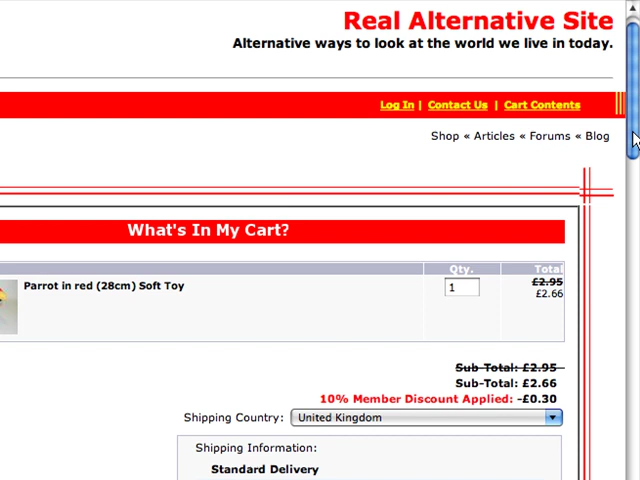 Real Alternative Site
Alternative ways to look at the world we live in today.
Log In | Contact Us | Cart Contents
Shop « Articles « Forums « Blog
What's In My Cart?
Qty. Total
Parrot in red (28cm) Soft Toy 1 £2.95
£2.66
Sub-Total: £2.95
Sub-Total: £2.66
10% Member Discount Applied: -£0.30
Shipping Country: United Kingdom
Shipping Information:
Standard Delivery